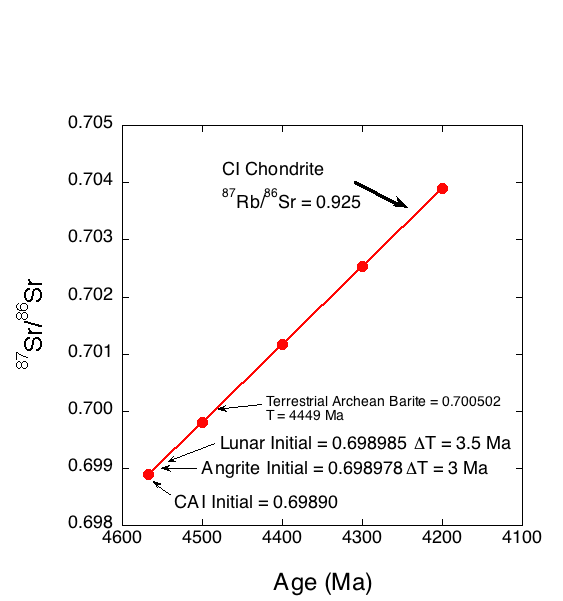 0.705
0.704
0.703
0.702
0.701
0.700
0.699
0.698
87Sr/86Sr
CI Chondrite
87Rb/86Sr = 0.925
Terrestrial Archean Barite = 0.700502
T = 4449 Ma
Lunar Initial = 0.698985 ΔT = 3.5 Ma
Angrite Initial = 0.698978 ΔT = 3 Ma
CAI Initial = 0.69890
4600 4500 4400 4300 4200 4100
Age (Ma)